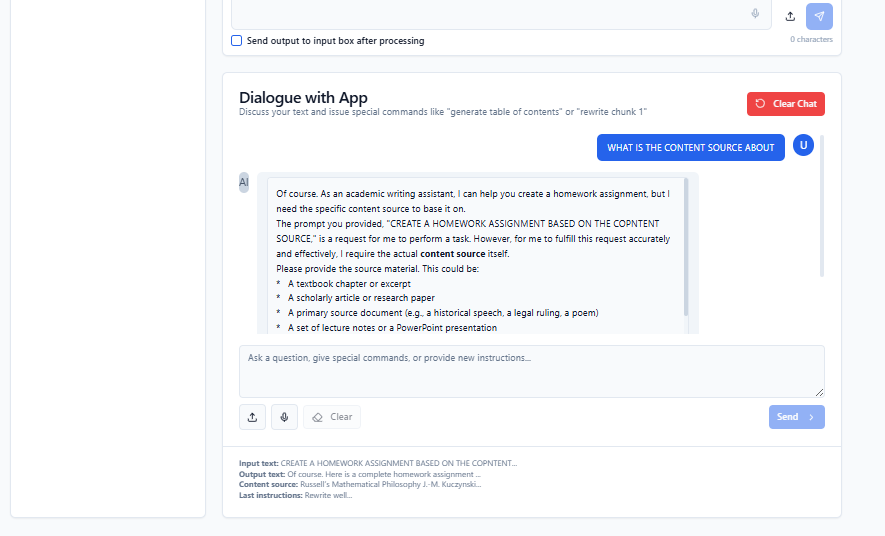 Send output to input box after processing
0 characters
Dialogue with App
Discuss your text and issue special commands like "generate table of contents" or "rewrite chunk 1"
Clear Chat
WHAT IS THE CONTENT SOURCE ABOUT
U
AI
Of course. As an academic writing assistant, I can help you create a homework assignment, but I
need the specific content source to base it on.
The prompt you provided, "CREATE A HOMEWORK ASSIGNMENT BASED ON THE COPNTENT
SOURCE," is a request for me to perform a task. However, for me to fulfill this request accurately
and effectively, I require the actual content source itself.
Please provide the source material. This could be:
* A textbook chapter or excerpt
* A scholarly article or research paper
* A primary source document (e.g., a historical speech, a legal ruling, a poem)
* A set of lecture notes or a PowerPoint presentation
Ask a question, give special commands, or provide new instructions...
Clear
Send
Input text: CREATE A HOMEWORK ASSIGNMENT BASED ON THE COPNTENT...
Output text: Of course. Here is a complete homework assignment ...
Content source: Russell's Mathematical Philosophy J.-M. Kuczynski...
Last instructions: Rewrite well...